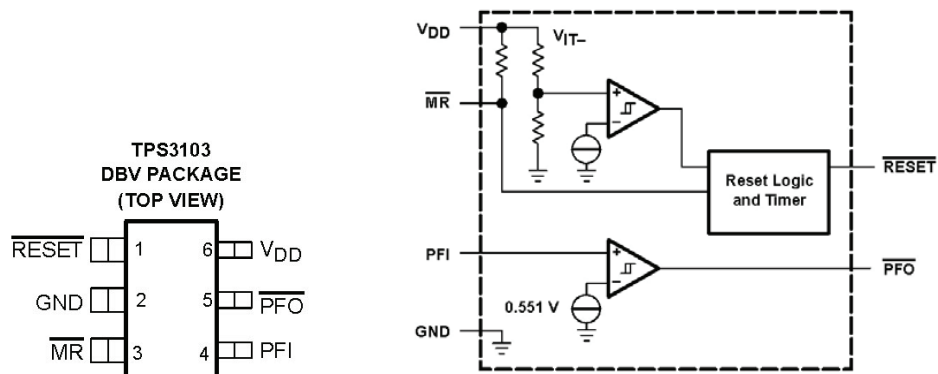 TPS3103
DBV PACKAGE
(TOP VIEW)
RESET 1 6 VDD
GND 2 5 PFO
MR 3 4 PFI
VDD VIT–
MR + –
Reset Logic
and Timer
RESET
PFI + – PFO
0.551 V
GND